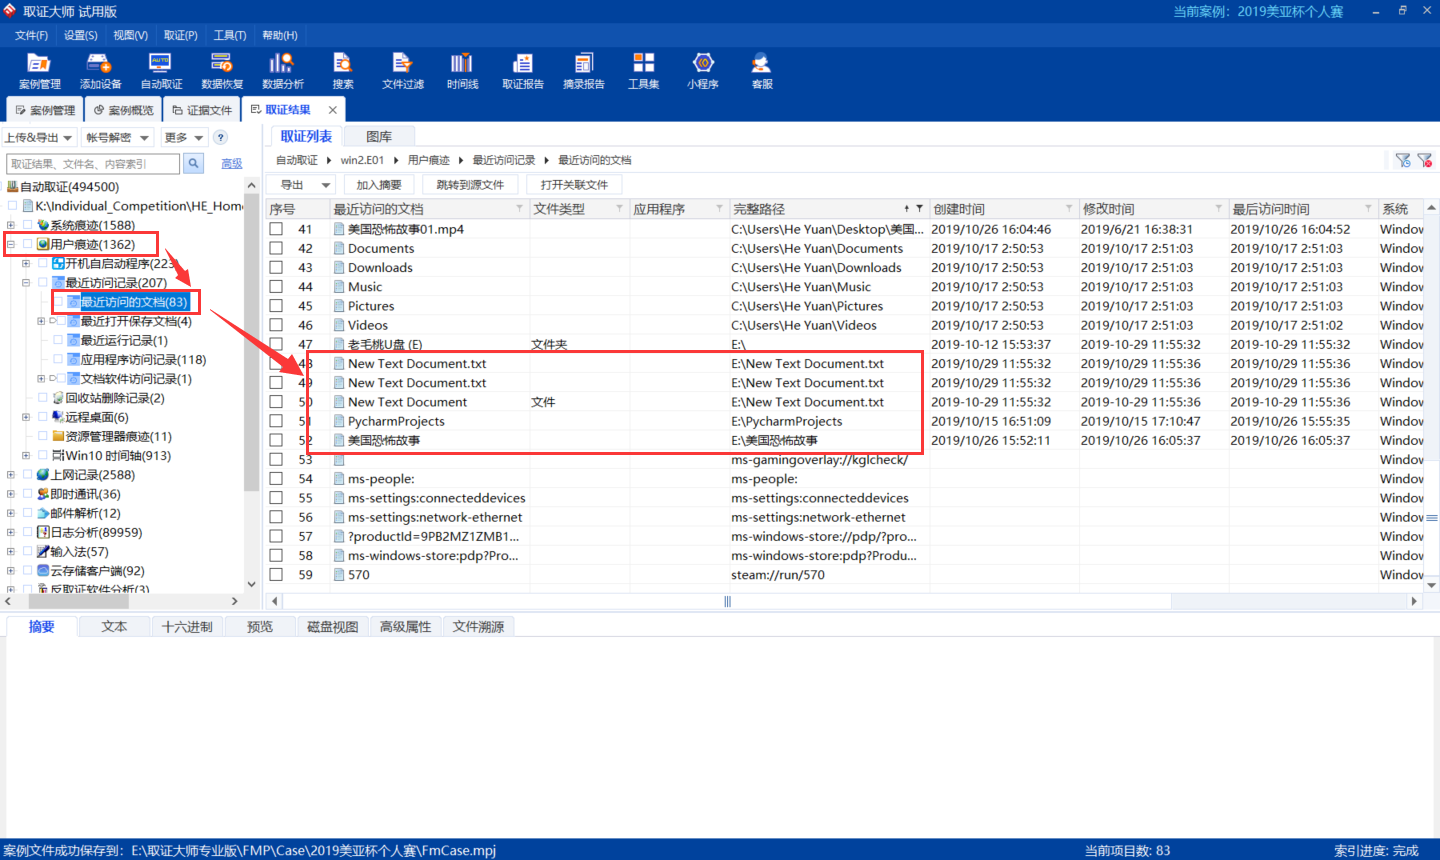 取证大师 试用版
当前案例：2019美亚杯个人赛
文件(F) 设置(S) 视图(V) 取证(P) 工具(T) 帮助(H)
案例管理 添加设备 自动取证 数据恢复 数据分析 搜索 文件过滤 时间线 取证报告 摘录报告 工具集 小程序 客服
案例管理 案例概览 证据文件 取证结果
上传&导出 帐号解密 更多 ?
取证结果、文件名、内容索引 高级
自动取证(494500)
K:\Individual_Competition\HE_Hom
系统痕迹(1588)
用户痕迹(1362)
开机自启动程序(223)
最近访问记录(207)
最近访问的文档(83)
最近打开保存文档(4)
最近运行记录(1)
应用程序访问记录(118)
文档软件访问记录(1)
回收站删除记录(2)
远程桌面(6)
资源管理器痕迹(11)
Win10 时间轴(913)
上网记录(2588)
即时通讯(36)
邮件解析(12)
日志分析(89959)
输入法(57)
云存储客户端(92)
反取证软件分析(3)
取证列表 图库
自动取证 win2.E01 用户痕迹 最近访问记录 最近访问的文档
导出 加入摘要 跳转到源文件 打开关联文件
序号 最近访问的文档 文件类型 应用程序 完整路径 创建时间 修改时间 最后访问时间 系统
41 美国恐怖故事01.mp4 C:\Users\He Yuan\Desktop\美国... 2019/10/26 16:04:46 2019/6/21 16:38:31 2019/10/26 16:04:52 Window
42 Documents C:\Users\He Yuan\Documents 2019/10/17 2:50:53 2019/10/17 2:51:03 2019/10/17 2:51:03 Window
43 Downloads C:\Users\He Yuan\Downloads 2019/10/17 2:50:53 2019/10/17 2:51:03 2019/10/17 2:51:03 Window
44 Music C:\Users\He Yuan\Music 2019/10/17 2:50:53 2019/10/17 2:51:03 2019/10/17 2:51:03 Window
45 Pictures C:\Users\He Yuan\Pictures 2019/10/17 2:50:53 2019/10/17 2:51:03 2019/10/17 2:51:03 Window
46 Videos C:\Users\He Yuan\Videos 2019/10/17 2:50:53 2019/10/17 2:51:03 2019/10/17 2:51:02 Window
47 老毛桃U盘 (E) 文件夹 E:\ 2019-10-12 15:53:37 2019-10-29 11:55:32 2019-10-29 11:55:32 Window
48 New Text Document.txt E:\New Text Document.txt 2019/10/29 11:55:32 2019/10/29 11:55:36 2019/10/29 11:55:36 Window
49 New Text Document.txt E:\New Text Document.txt 2019/10/29 11:55:32 2019/10/29 11:55:36 2019/10/29 11:55:36 Window
50 New Text Document 文件 E:\New Text Document.txt 2019-10-29 11:55:32 2019-10-29 11:55:36 2019-10-29 11:55:36 Window
51 PycharmProjects E:\PycharmProjects 2019/10/15 16:51:09 2019/10/15 17:10:47 2019/10/26 15:55:35 Window
52 美国恐怖故事 E:\美国恐怖故事 2019/10/26 15:52:11 2019/10/26 16:05:37 2019/10/26 16:05:37 Window
53 ms-gamingoverlay://kglcheck/ Window
54 ms-people: ms-people: Window
55 ms-settings:connecteddevices ms-settings:connecteddevices Window
56 ms-settings:network-ethernet ms-settings:network-ethernet Window
57 ?productId=9PB2MZ1ZMB1... ms-windows-store://pdp/?pro... Window
58 ms-windows-store:pdp?Pro... ms-windows-store:pdp?Produ... Window
59 570 steam://run/570 Window
摘要 文本 十六进制 预览 磁盘视图 高级属性 文件溯源
案例文件成功保存到：E:\取证大师专业版\FMP\Case\2019美亚杯个人赛\FmCase.mpj
当前项目数: 83
索引进度: 完成